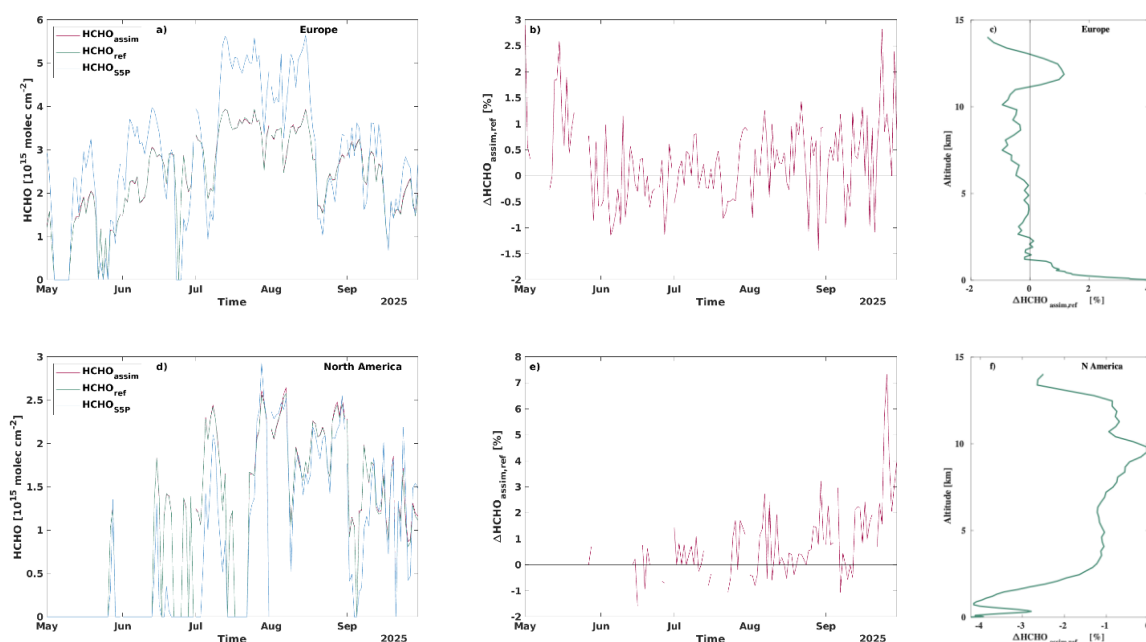 a) Europe
HCHO_assim
HCHO_ref
HCHO_S5P
HCHO [10^15 molec cm^-2]
6
5
4
3
2
1
0
May Jun Jul Aug Sep
Time
2025
b)
ΔHCHO_assim,ref [%]
3
2.5
2
1.5
1
0.5
0
-0.5
-1
-1.5
-2
May Jun Jul Aug Sep
Time
2025
c) Europe
Altitude [km]
15
10
5
0
-2 0 2 4
ΔHCHO_assim,ref [%]
d) North America
HCHO_assim
HCHO_ref
HCHO_S5P
HCHO [10^15 molec cm^-2]
3
2.5
2
1.5
1
0.5
0
May Jun Jul Aug Sep
Time
2025
e)
ΔHCHO_assim,ref [%]
8
7
6
5
4
3
2
1
0
-1
-2
May Jun Jul Aug Sep
Time
2025
f) N America
Altitude [km]
15
10
5
0
-4 -3 -2 -1 0
ΔHCHO_assim,ref [%]